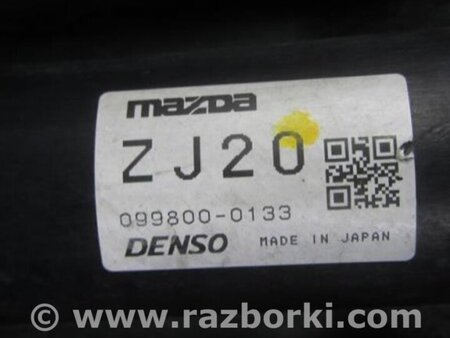 mazda
ZJ20
099800-0133
DENSO MADE IN JAPAN
© www.razborki.com